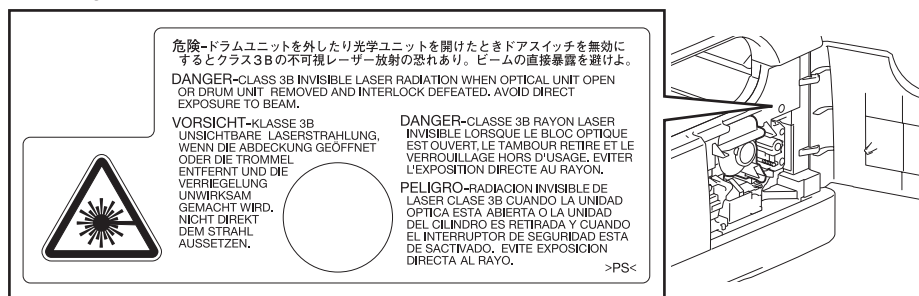 危険-ドラムユニットを外したり光学ユニットを開けたときドアスイッチを無効に
するとクラス3Bの不可視レーザー放射の恐れあり。ビームの直接暴露を避けよ。
DANGER-CLASS 3B INVISIBLE LASER RADIATION WHEN OPTICAL UNIT OPEN
OR DRUM UNIT REMOVED AND INTERLOCK DEFEATED. AVOID DIRECT
EXPOSURE TO BEAM.
VORSICHT-KLASSE 3B
UNSICHTBARE LASERSTRAHLUNG,
WENN DIE ABDECKUNG GEÖFFNET
ODER DIE TROMMEL
ENTFERNT UND DIE
VERRIEGELUNG
UNWIRKSAM
GEMACHT WIRD.
NICHT DIREKT
DEM STRAHL
AUSSETZEN.
DANGER-CLASSE 3B RAYON LASER
INVISIBLE LORSQUE LE BLOC OPTIQUE
EST OUVERT, LE TAMBOUR RETIRE ET LE
VERROUILLAGE HORS D'USAGE. EVITER
L'EXPOSITION DIRECTE AU RAYON.
PELIGRO-RADIACION INVISIBLE DE
LASER CLASE 3B CUANDO LA UNIDAD
OPTICA ESTA ABIERTA O LA UNIDAD
DEL CILINDRO ES RETIRADA Y CUANDO
EL INTERRUPTOR DE SEGURIDAD ESTA
DE SACTIVADO. EVITE EXPOSICION
DIRECTA AL RAYO.
>PS<